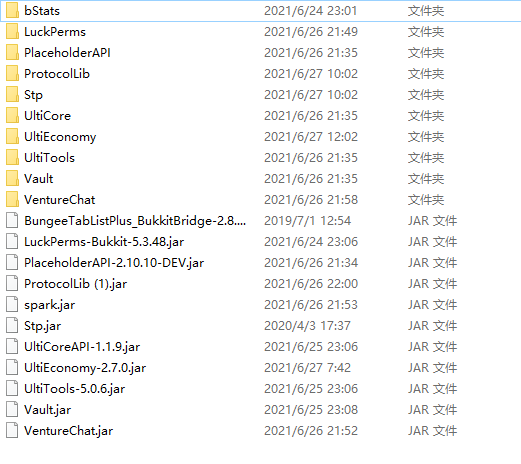 bStats 2021/6/24 23:01 文件夹
LuckPerms 2021/6/26 21:49 文件夹
PlaceholderAPI 2021/6/26 21:35 文件夹
ProtocolLib 2021/6/27 10:02 文件夹
Stp 2021/6/27 10:02 文件夹
UltiCore 2021/6/26 21:35 文件夹
UltiEconomy 2021/6/27 12:02 文件夹
UltiTools 2021/6/26 21:35 文件夹
Vault 2021/6/26 21:35 文件夹
VentureChat 2021/6/26 21:58 文件夹
BungeeTabListPlus_BukkitBridge-2.8.... 2019/7/1 12:54 JAR 文件
LuckPerms-Bukkit-5.3.48.jar 2021/6/24 23:06 JAR 文件
PlaceholderAPI-2.10.10-DEV.jar 2021/6/26 21:34 JAR 文件
ProtocolLib (1).jar 2021/6/26 22:00 JAR 文件
spark.jar 2021/6/26 21:53 JAR 文件
Stp.jar 2020/4/3 17:37 JAR 文件
UltiCoreAPI-1.1.9.jar 2021/6/25 23:06 JAR 文件
UltiEconomy-2.7.0.jar 2021/6/27 7:42 JAR 文件
UltiTools-5.0.6.jar 2021/6/25 23:06 JAR 文件
Vault.jar 2021/6/25 23:08 JAR 文件
VentureChat.jar 2021/6/26 21:52 JAR 文件